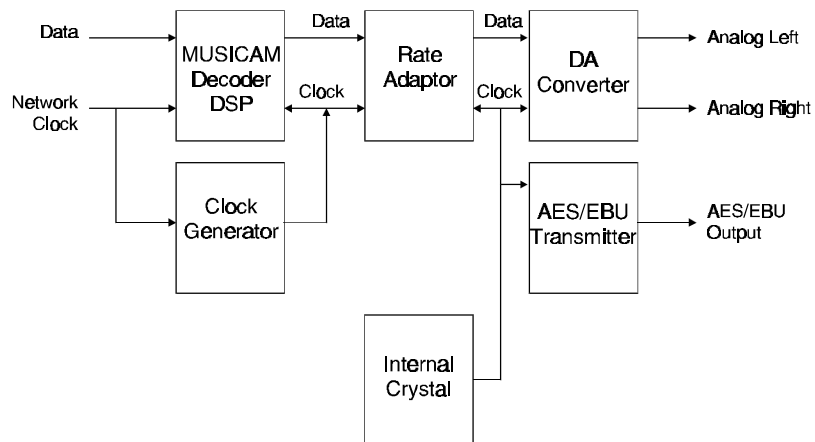 Data
Network
Clock
MUSICAM
Decoder
DSP
Clock
Generator
Data
Clock
Rate
Adaptor
Data
Clock
DA
Converter
AES/EBU
Transmitter
Internal
Crystal
Analog Left
Analog Right
AES/EBU
Output